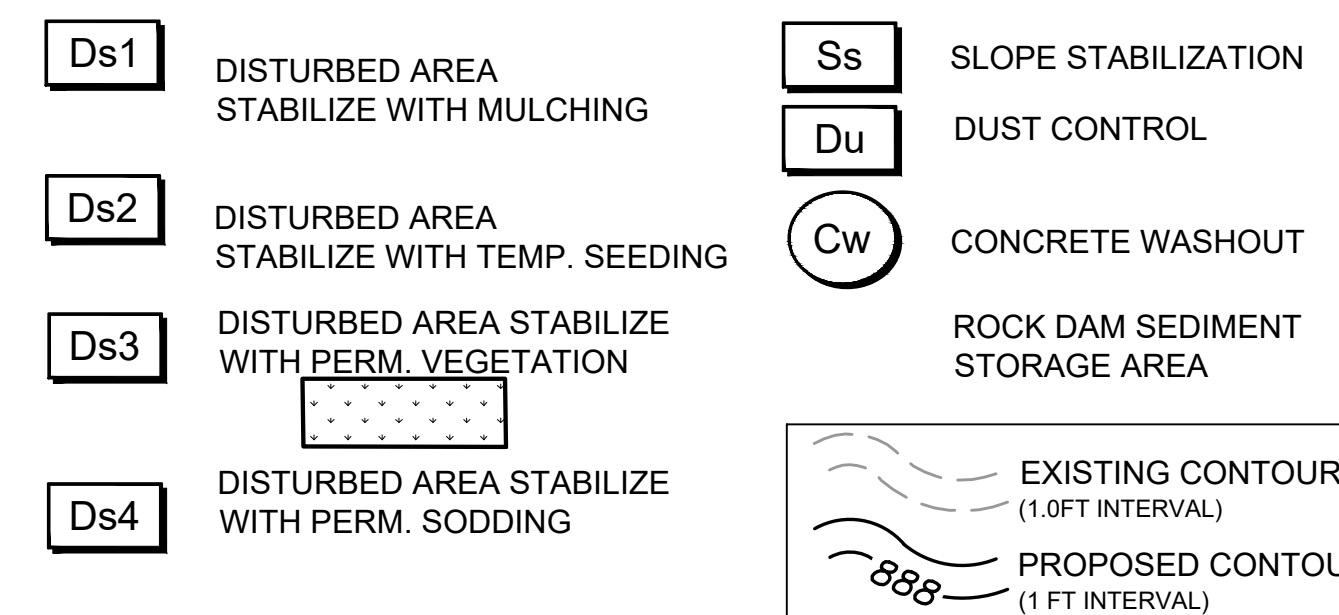 Ds1
DISTURBED AREA
STABILIZE WITH MULCHING
Ds2
DISTURBED AREA
STABILIZE WITH TEMP. SEEDING
Ds3
DISTURBED AREA STABILIZE
WITH PERM. VEGETATION
Ds4
DISTURBED AREA STABILIZE
WITH PERM. SODDING
Ss
SLOPE STABILIZATION
Du
DUST CONTROL
Cw
CONCRETE WASHOUT
ROCK DAM SEDIMENT
STORAGE AREA
EXISTING CONTOUR
(1.0FT INTERVAL)
888
PROPOSED CONTOU
(1 FT INTERVAL)